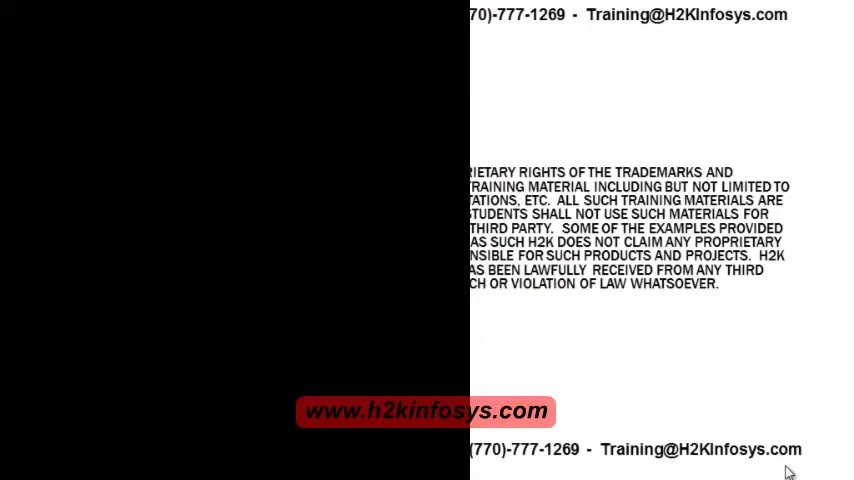 70)-777-1269 - Training@H2KInfosys.com
RIETARY RIGHTS OF THE TRADEMARKS AND
TRAINING MATERIAL INCLUDING BUT NOT LIMITED TO
TATIONS, ETC. ALL SUCH TRAINING MATERIALS ARE
STUDENTS SHALL NOT USE SUCH MATERIALS FOR
THIRD PARTY. SOME OF THE EXAMPLES PROVIDED
AS SUCH H2K DOES NOT CLAIM ANY PROPRIETARY
NSIBLE FOR SUCH PRODUCTS AND PROJECTS. H2K
AS BEEN LAWFULLY RECEIVED FROM ANY THIRD
CH OR VIOLATION OF LAW WHATSOEVER.
www.h2kinfosys.com
(770)-777-1269 - Training@H2KInfosys.com